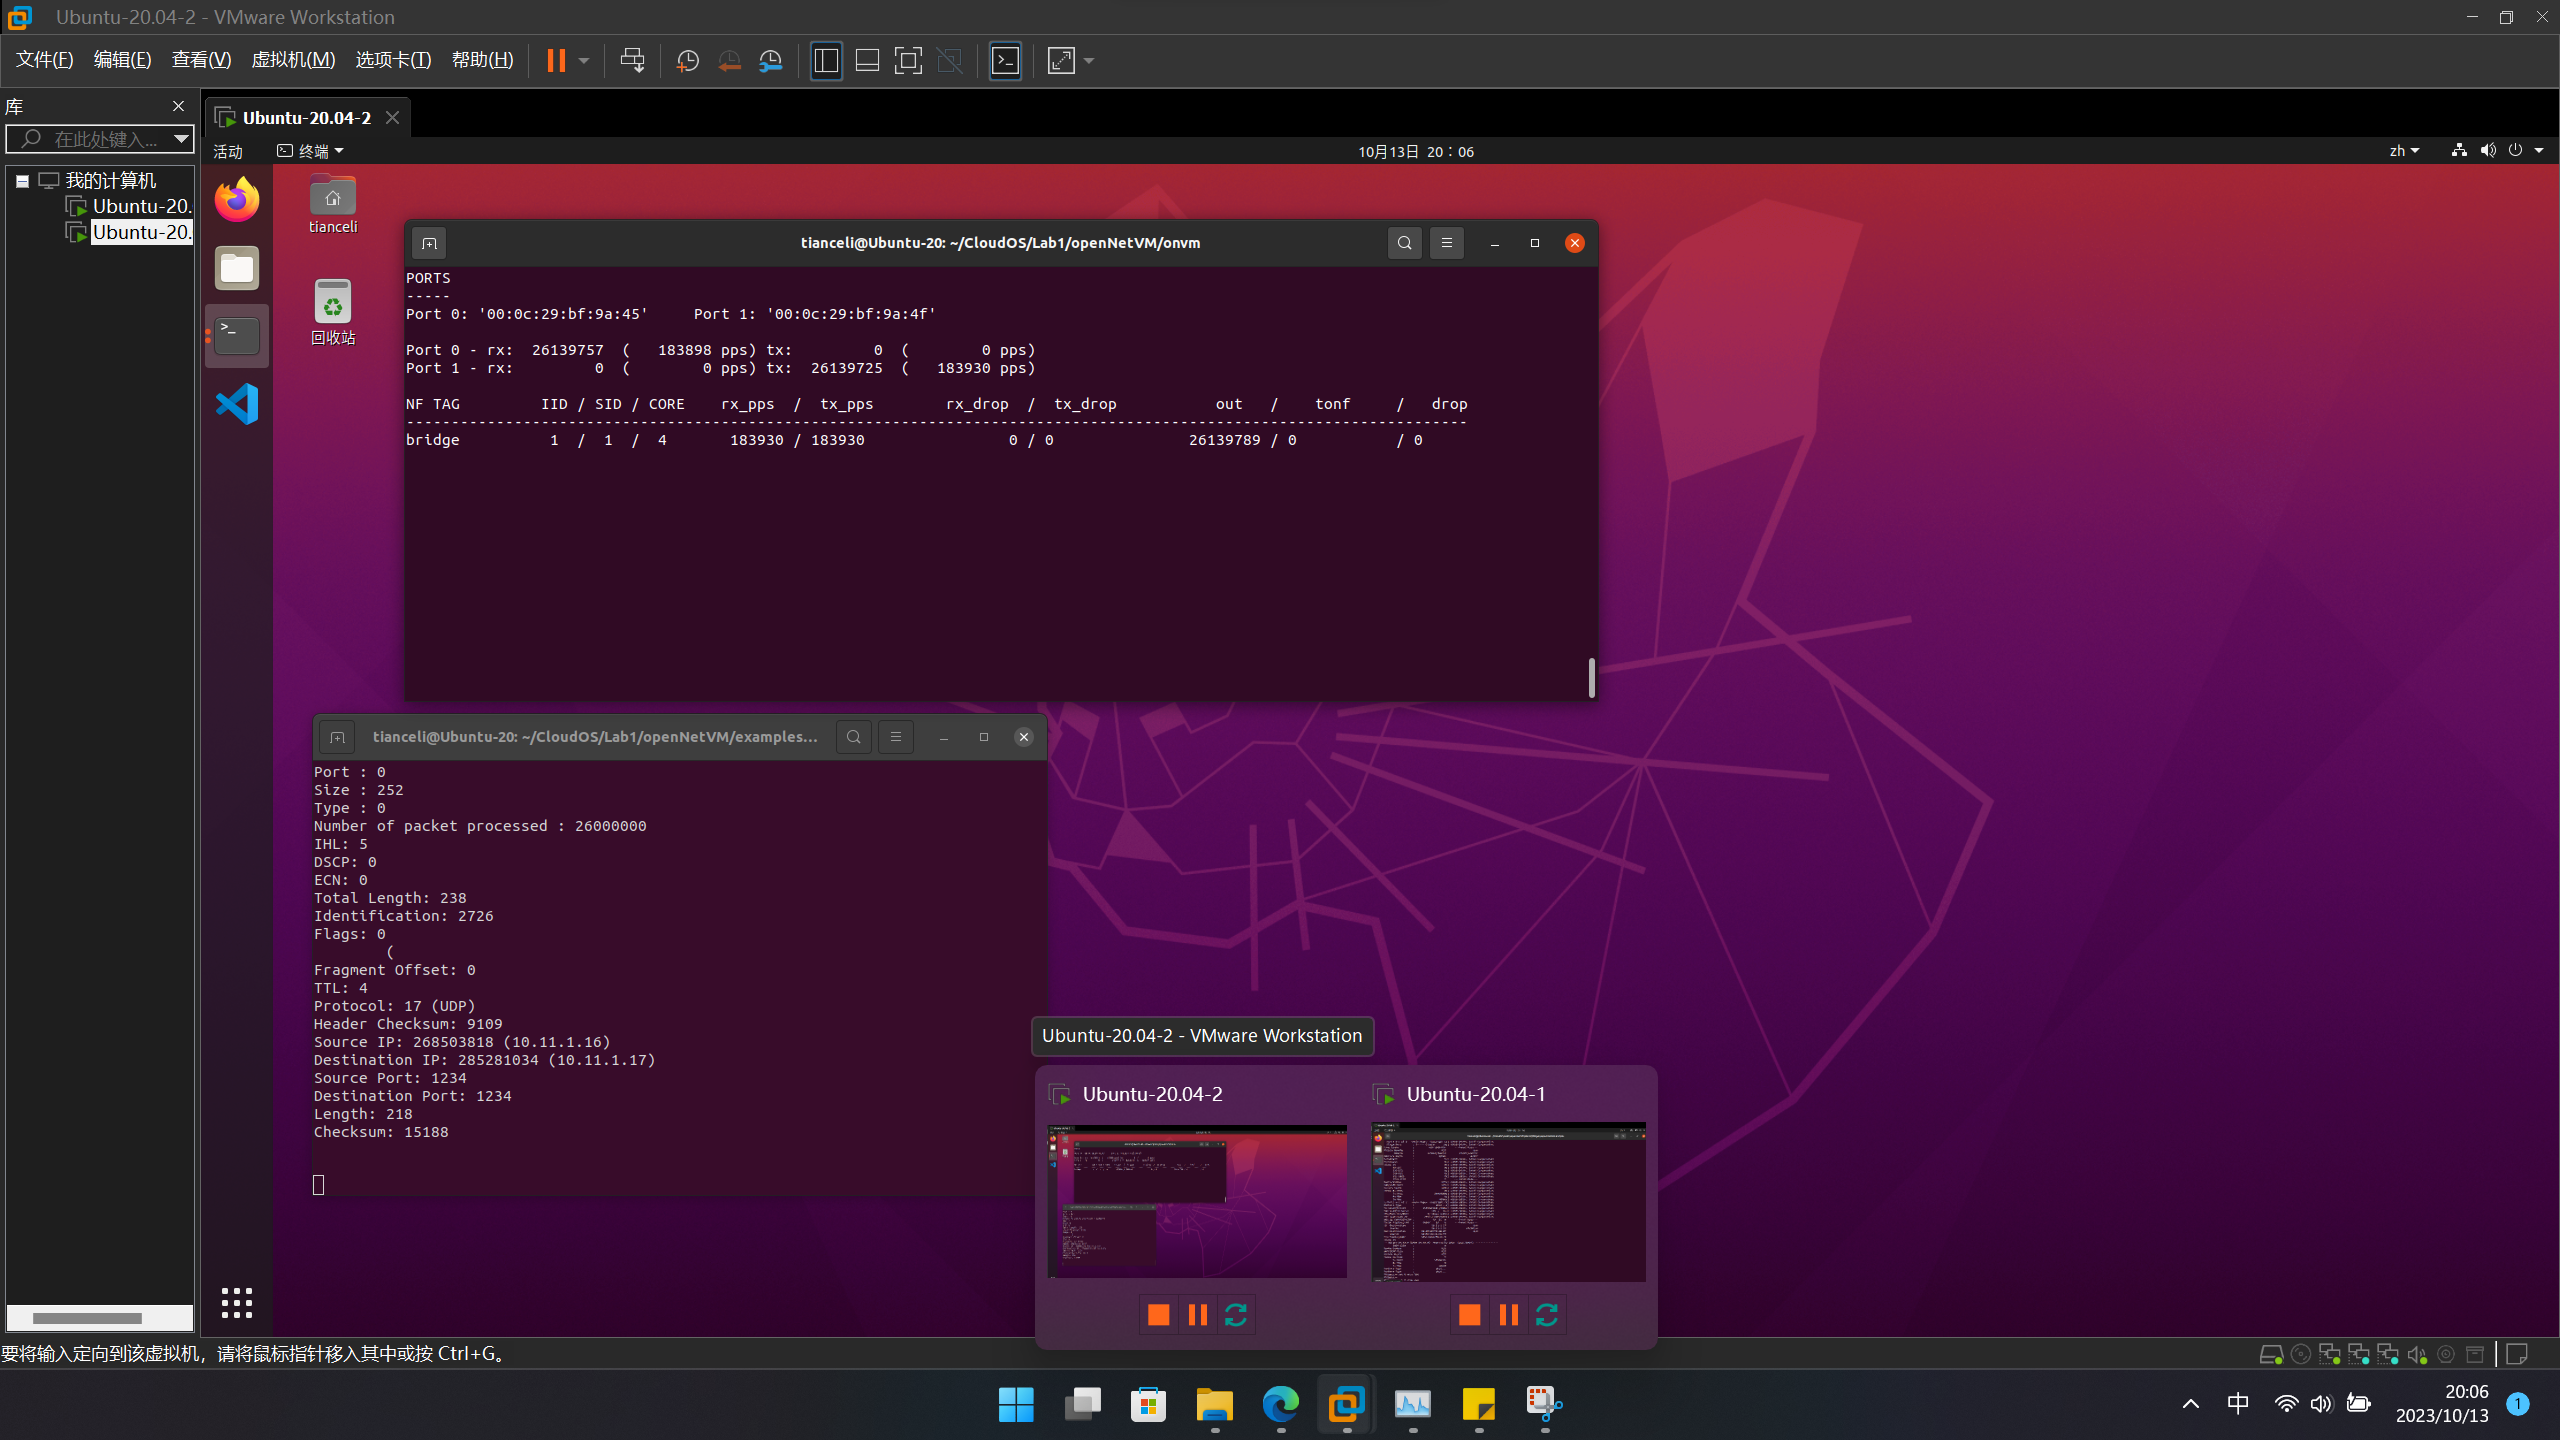 Ubuntu-20.04-2 - VMware Workstation
文件(F) 编辑(E) 查看(V) 虚拟机(M) 选项卡(T) 帮助(H)
库
在此处键入...
我的计算机
Ubuntu-20.
Ubuntu-20.
Ubuntu-20.04-2
活动 终端 10月13日 20：06 zh
tianceli
回收站
tianceli@Ubuntu-20: ~/CloudOS/Lab1/openNetVM/onvm
PORTS
-----
Port 0: '00:0c:29:bf:9a:45' Port 1: '00:0c:29:bf:9a:4f'
Port 0 - rx: 26139757 ( 183898 pps) tx: 0 ( 0 pps)
Port 1 - rx: 0 ( 0 pps) tx: 26139725 ( 183930 pps)
NF TAG IID / SID / CORE rx_pps / tx_pps rx_drop / tx_drop out / tonf / drop
----------------------------------------------------------------------------------------------------------------------
bridge 1 / 1 / 4 183930 / 183930 0 / 0 26139789 / 0 / 0
tianceli@Ubuntu-20: ~/CloudOS/Lab1/openNetVM/examples...
Port : 0
Size : 252
Type : 0
Number of packet processed : 26000000
IHL: 5
DSCP: 0
ECN: 0
Total Length: 238
Identification: 2726
Flags: 0
(
Fragment Offset: 0
TTL: 4
Protocol: 17 (UDP)
Header Checksum: 9109
Source IP: 268503818 (10.11.1.16)
Destination IP: 285281034 (10.11.1.17)
Source Port: 1234
Destination Port: 1234
Length: 218
Checksum: 15188
Ubuntu-20.04-2 - VMware Workstation
Ubuntu-20.04-2
Ubuntu-20.04-1
要将输入定向到该虚拟机，请将鼠标指针移入其中或按 Ctrl+G。
中
20:06
2023/10/13
1